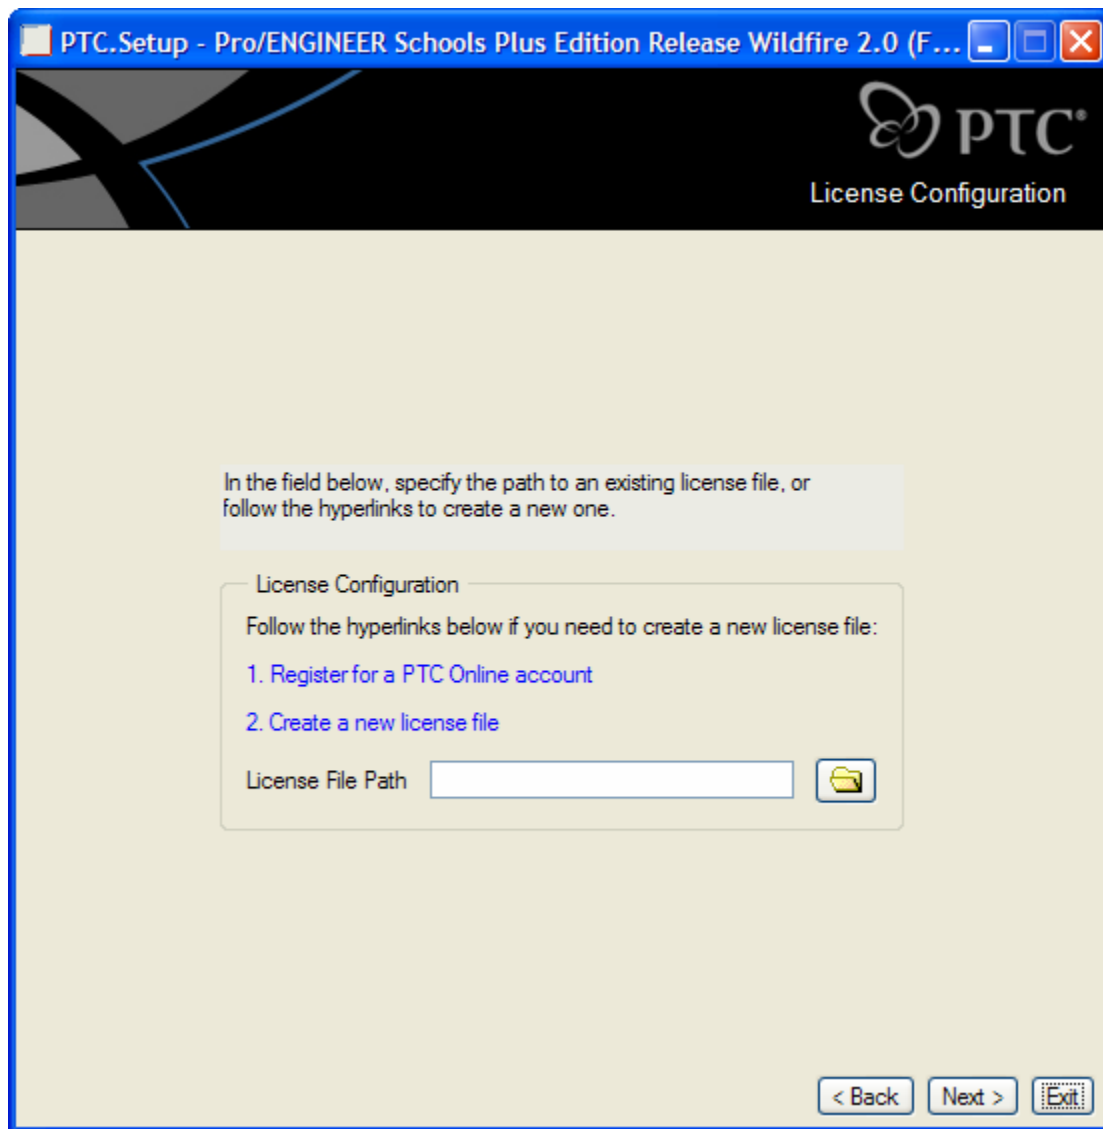 PTC.Setup - Pro/ENGINEER Schools Plus Edition Release Wildfire 2.0 (F...
PTC®
License Configuration
In the field below, specify the path to an existing license file, or
follow the hyperlinks to create a new one.
License Configuration
Follow the hyperlinks below if you need to create a new license file:
1. Register for a PTC Online account
2. Create a new license file
License File Path
< Back Next > Exit